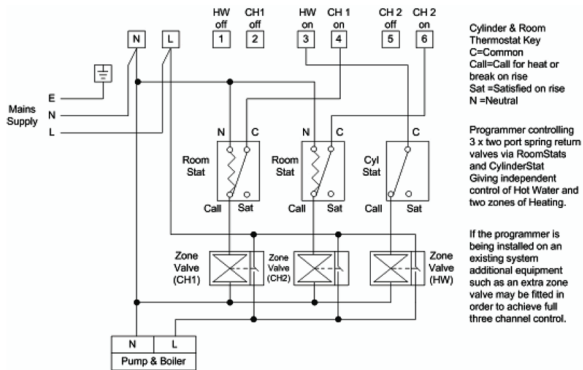 HW off
CH1 off
HW on
CH 1 on
CH 2 off
CH 2 on
N
L
1
2
3
4
5
6
Cylinder & Room
Thermostat Key
C=Common
Call=Call for heat or
break on rise
Sat =Satisfied on rise
N =Neutral
Mains
Supply
E
N
L
Programmer controlling
3 x two port spring return
valves via RoomStats
and CylinderStat
Giving independent
control of Hot Water and
two zones of Heating.
N
C
N
C
C
Room
Stat
Room
Stat
Cyl
Stat
Call
Sat
Call
Sat
Call
Sat
Zone
Valve
(CH1)
Zone
Valve
(CH2)
Zone
Valve
(HW)
If the programmer is
being installed on an
existing system
additional equipment
such as an extra zone
valve may be fitted in
order to achieve full
three channel control.
N
L
Pump & Boiler